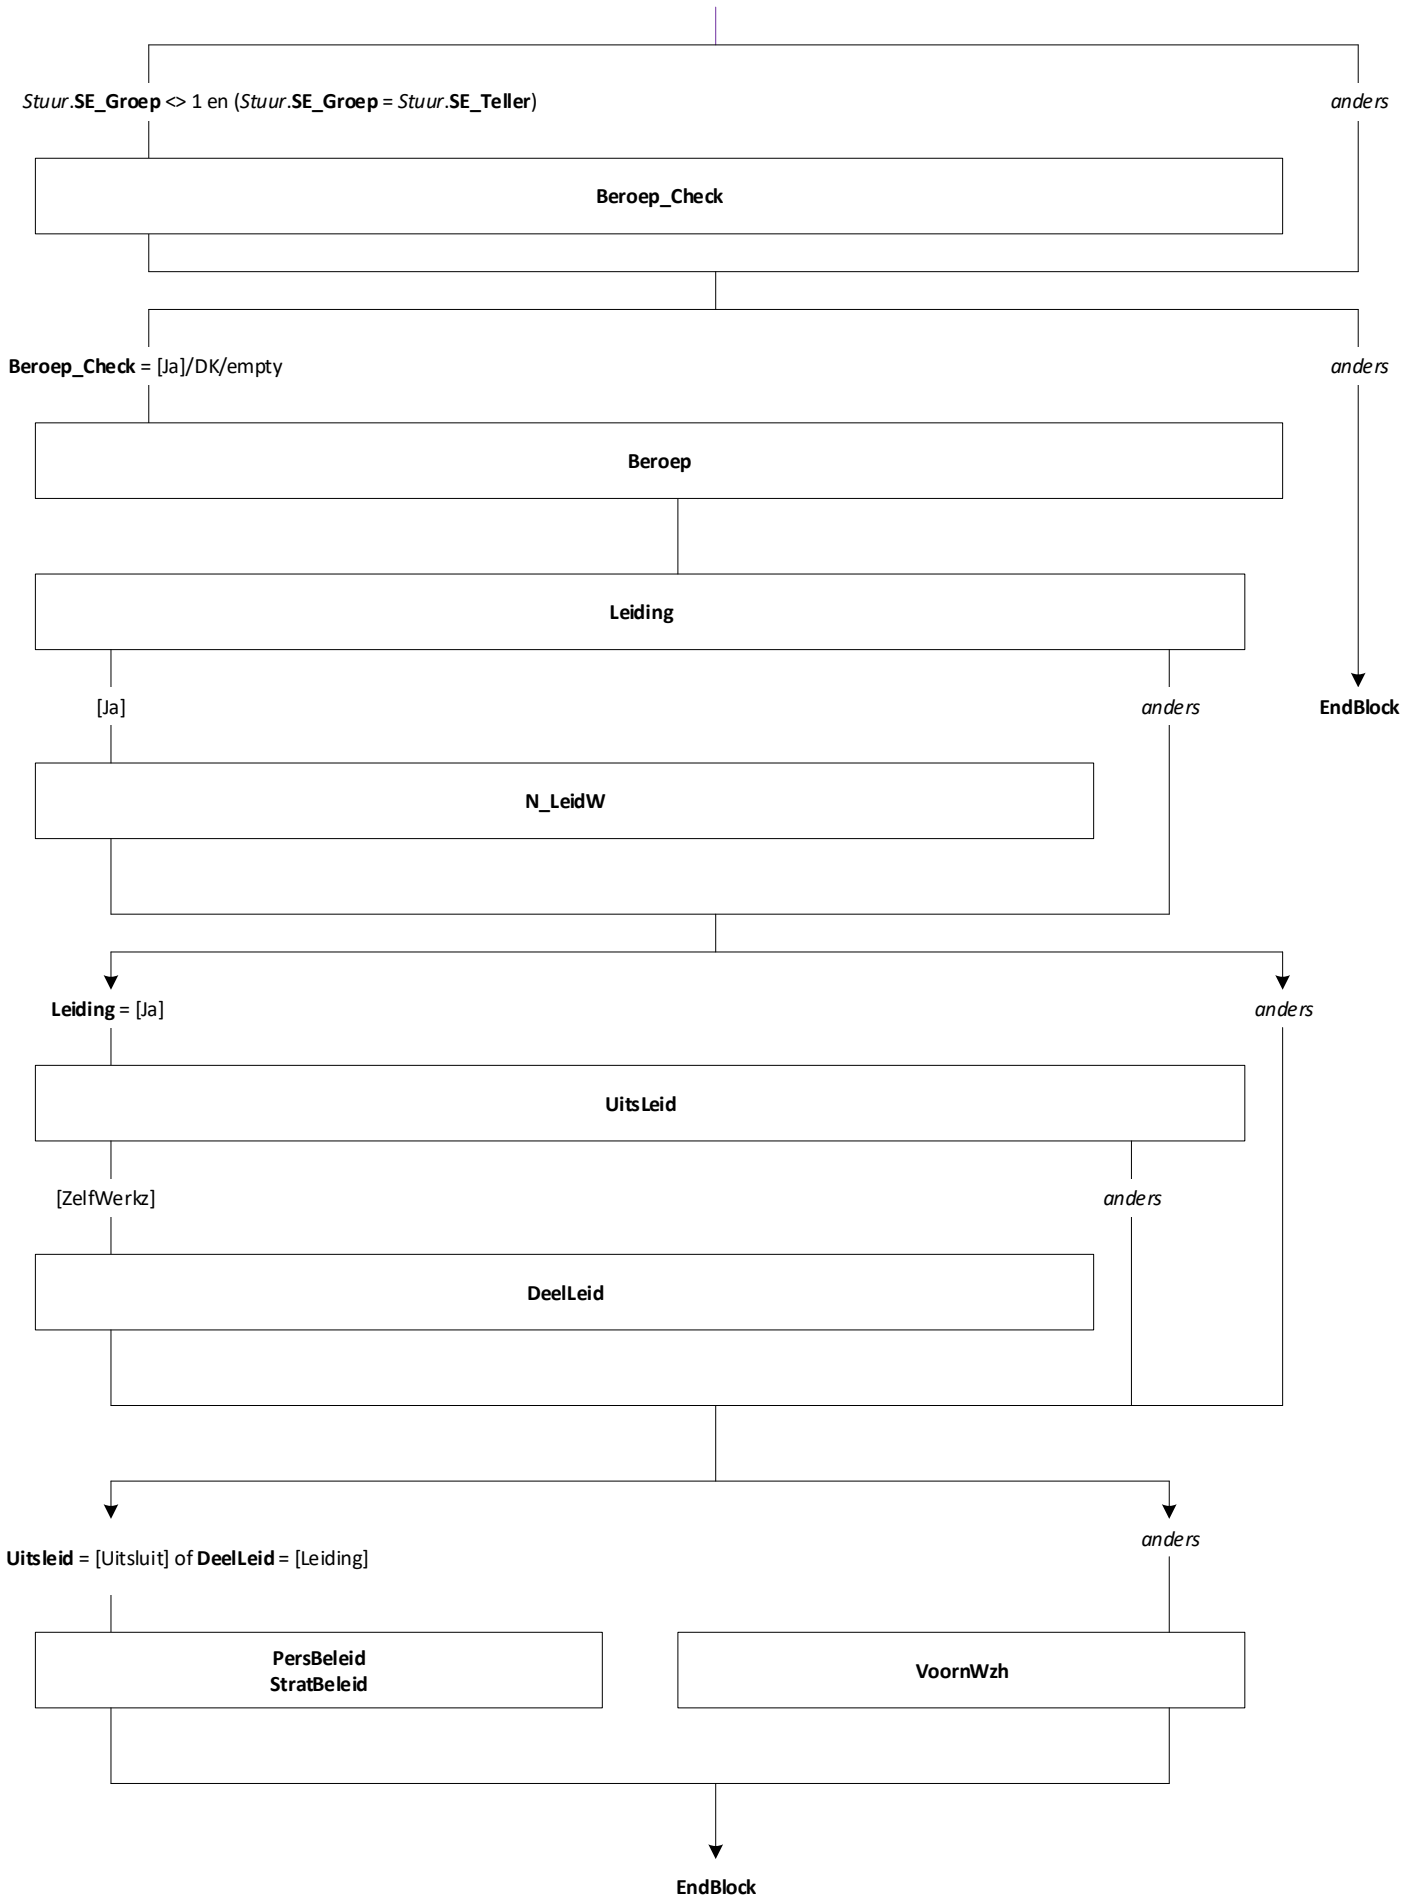 Stuur.SE_Groep <> 1 en (Stuur.SE_Groep = Stuur.SE_Teller)
anders
Beroep_Check
Beroep_Check = [Ja]/DK/empty
anders
Beroep
Leiding
[Ja]
anders
EndBlock
N_LeidW
Leiding = [Ja]
anders
UitsLeid
[ZelfWerkz]
anders
DeelLeid
Uitsleid = [Uitsluit] of DeelLeid = [Leiding]
anders
PersBeleid
StratBeleid
VoornWzh
EndBlock